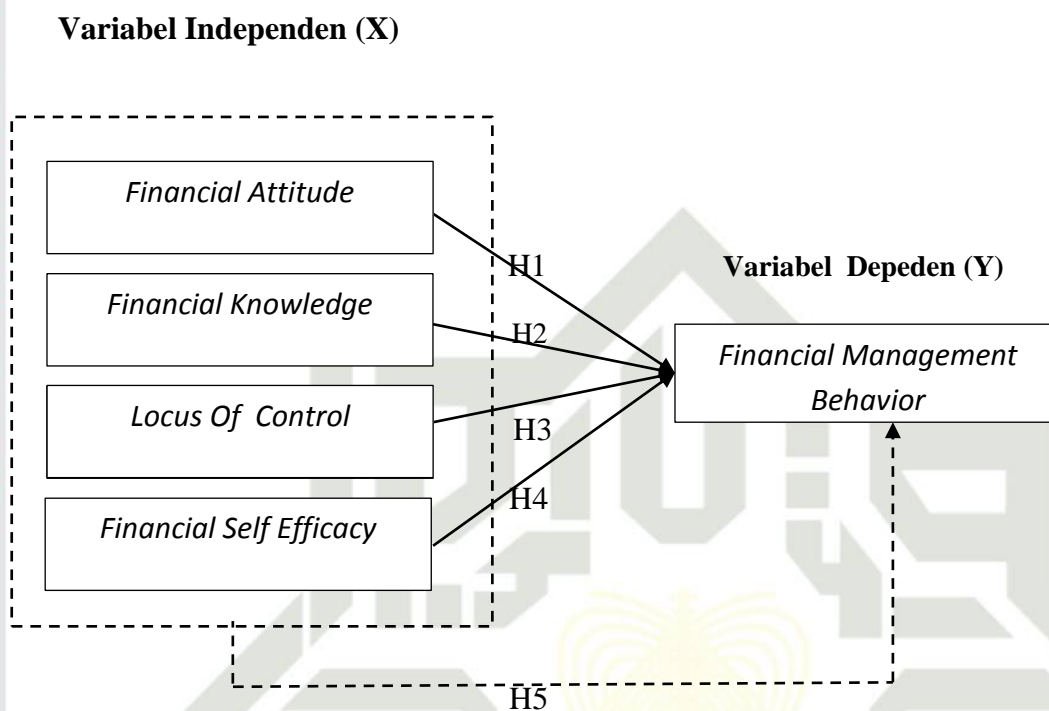 Variabel Independen (X)
Financial Attitude
H1
Variabel Depeden (Y)
Financial Knowledge
H2
Financial Management
Behavior
Locus Of Control
H3
H4
Financial Self Efficacy
H5